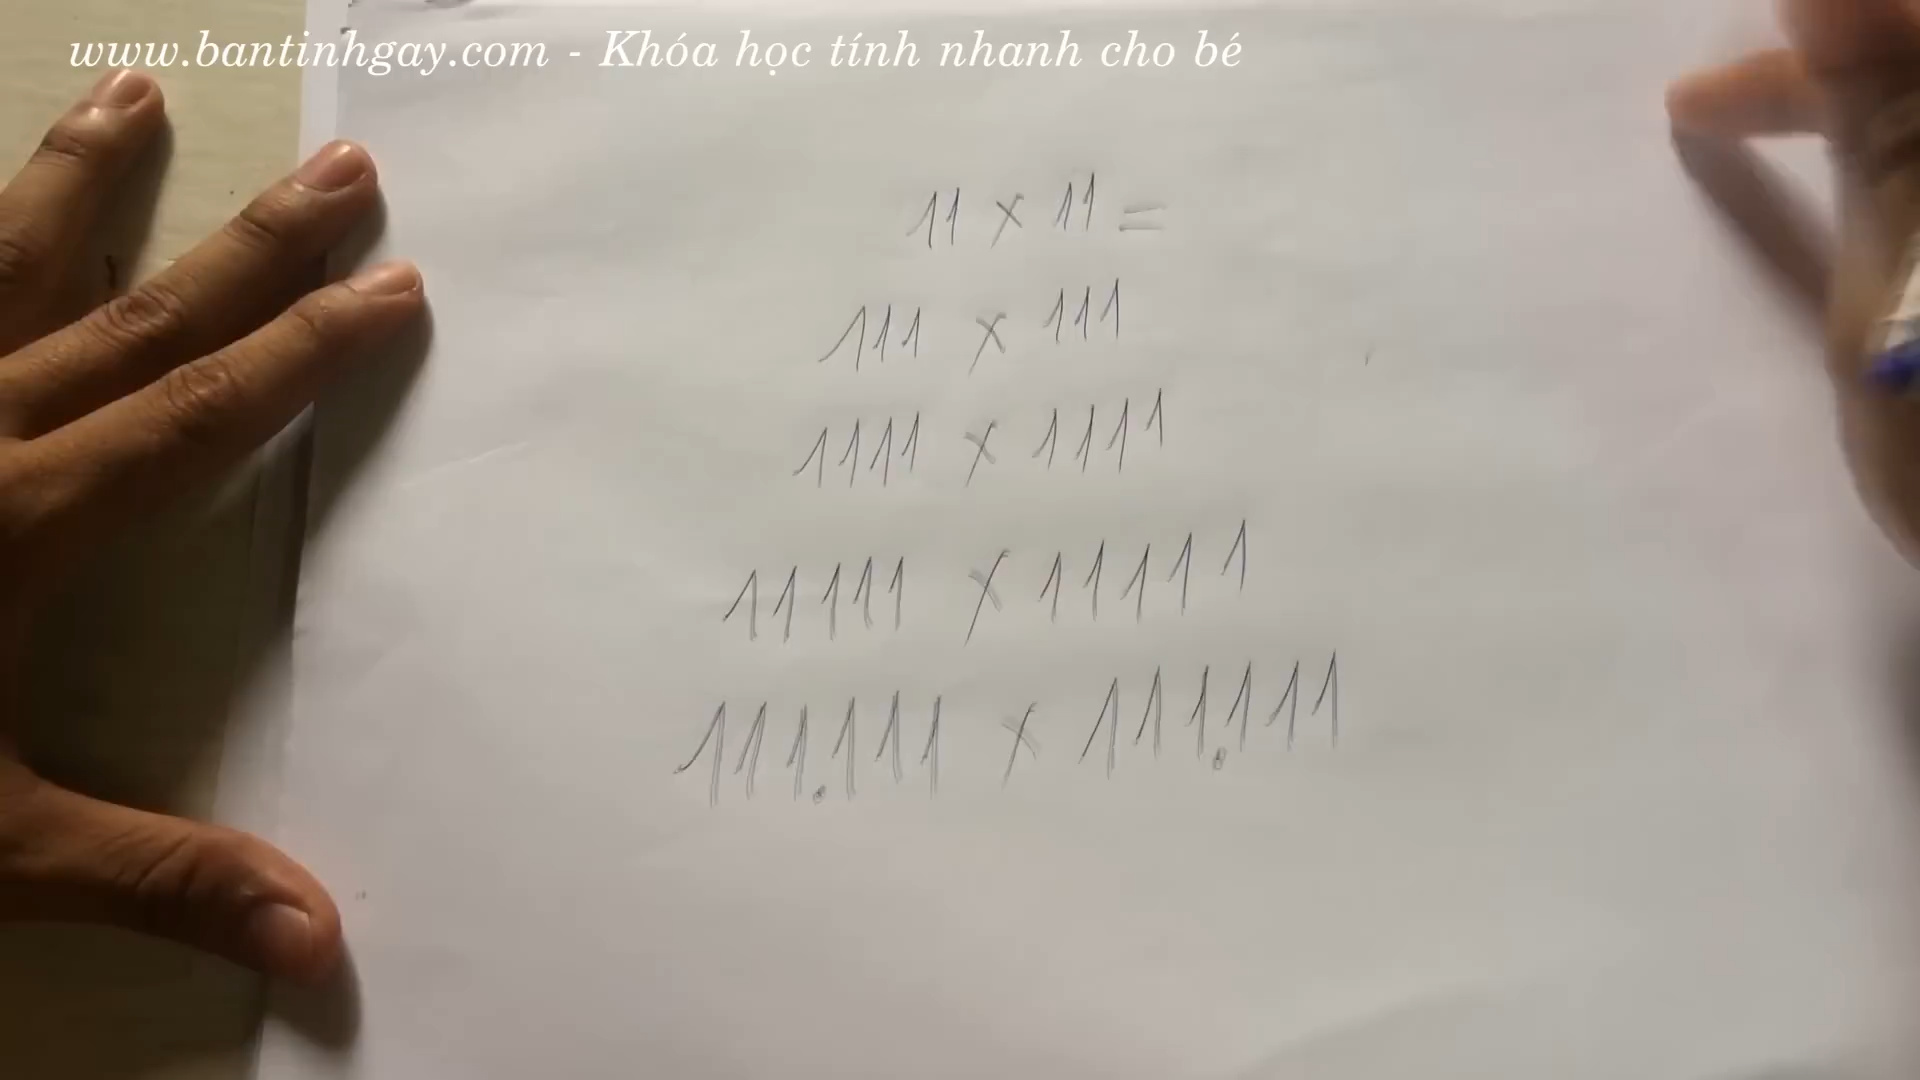 www.bantinhgay.com - Khóa học tính nhanh cho bé
11 x 11 =
111 x 111
1111 x 1111
11111 x 11111
111.111 x 111.111